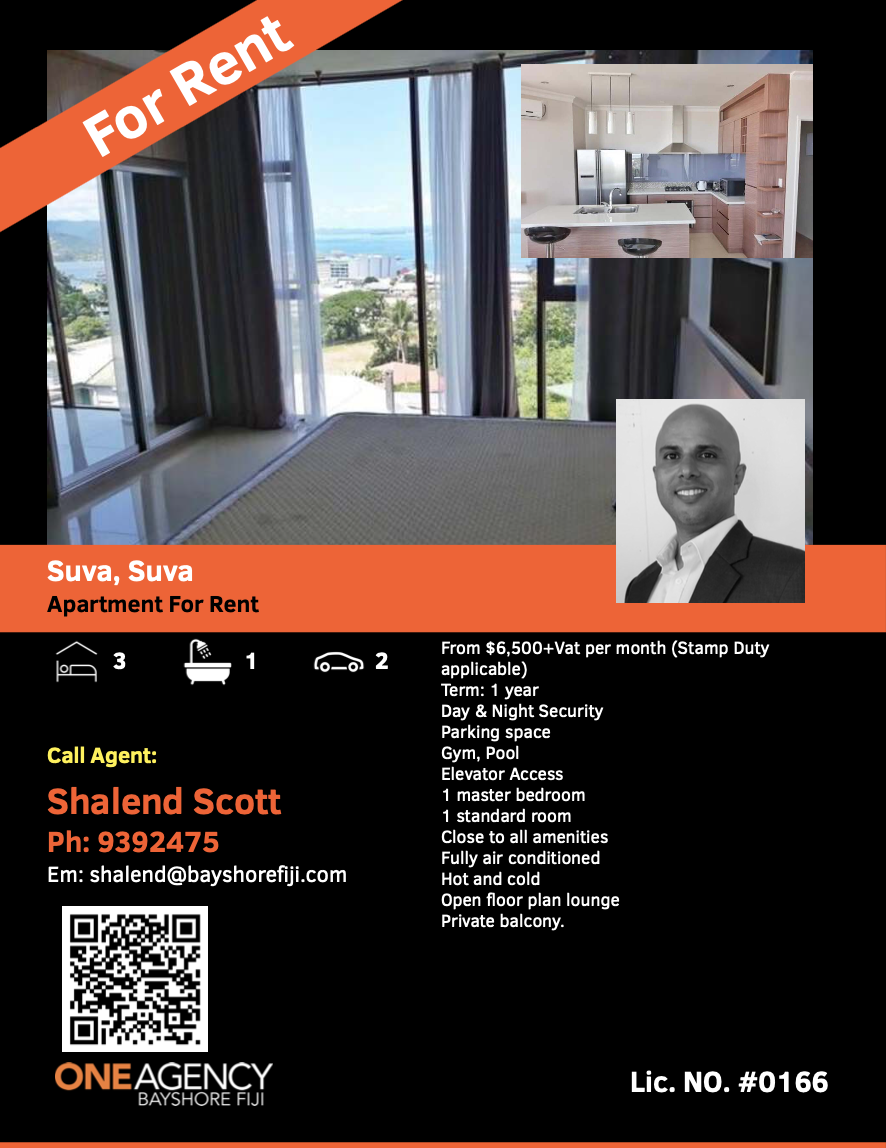 For Rent
Suva, Suva
Apartment For Rent
3
1
2
From $6,500+Vat per month (Stamp Duty
applicable)
Term: 1 year
Day & Night Security
Parking space
Gym, Pool
Elevator Access
1 master bedroom
1 standard room
Close to all amenities
Fully air conditioned
Hot and cold
Open floor plan lounge
Private balcony.
Call Agent:
Shalend Scott
Ph: 9392475
Em: shalend@bayshorefiji.com
ONE AGENCY
BAYSHORE FIJI
Lic. NO. #0166